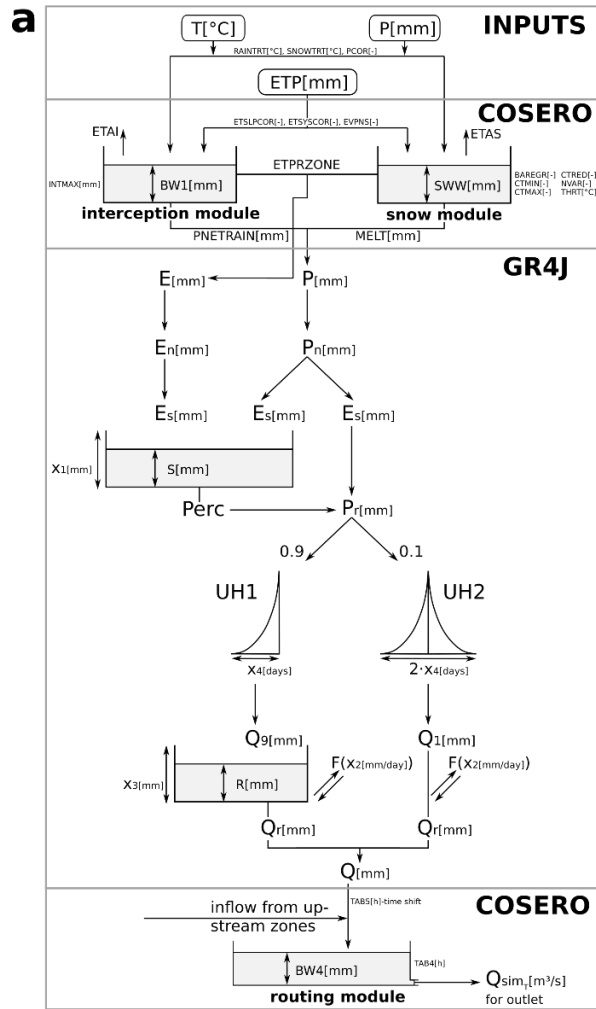 a
INPUTS
T[°C]
P[mm]
RAINTRT[°C], SNOWTRT[°C], PCOR[-]
ETP[mm]
COSERO
ETSLPCOR[-], ETSYSCOR[-], EVPNS[-]
ETAI
ETAS
ETPRZONE
INTMAX[mm]
BW1[mm]
SWW[mm]
BAREGR[-] CTRED[-]
CTMIN[-] NVAR[-]
CTMAX[-] THRT[°C]
interception module
snow module
PNETRAIN[mm]
MELT[mm]
GR4J
E[mm]
P[mm]
En[mm]
Pn[mm]
Es[mm]
Es[mm]
Es[mm]
x1[mm]
S[mm]
Perc
Pr[mm]
0.9
0.1
UH1
UH2
x4[days]
2·x4[days]
Q9[mm]
Q1[mm]
x3[mm]
R[mm]
F(x2[mm/day])
F(x2[mm/day])
Qr[mm]
Qr[mm]
Q[mm]
COSERO
TAB5[h]-time shift
inflow from up-
stream zones
BW4[mm]
TAB4[h]
routing module
QsimT[m³/s]
for outlet